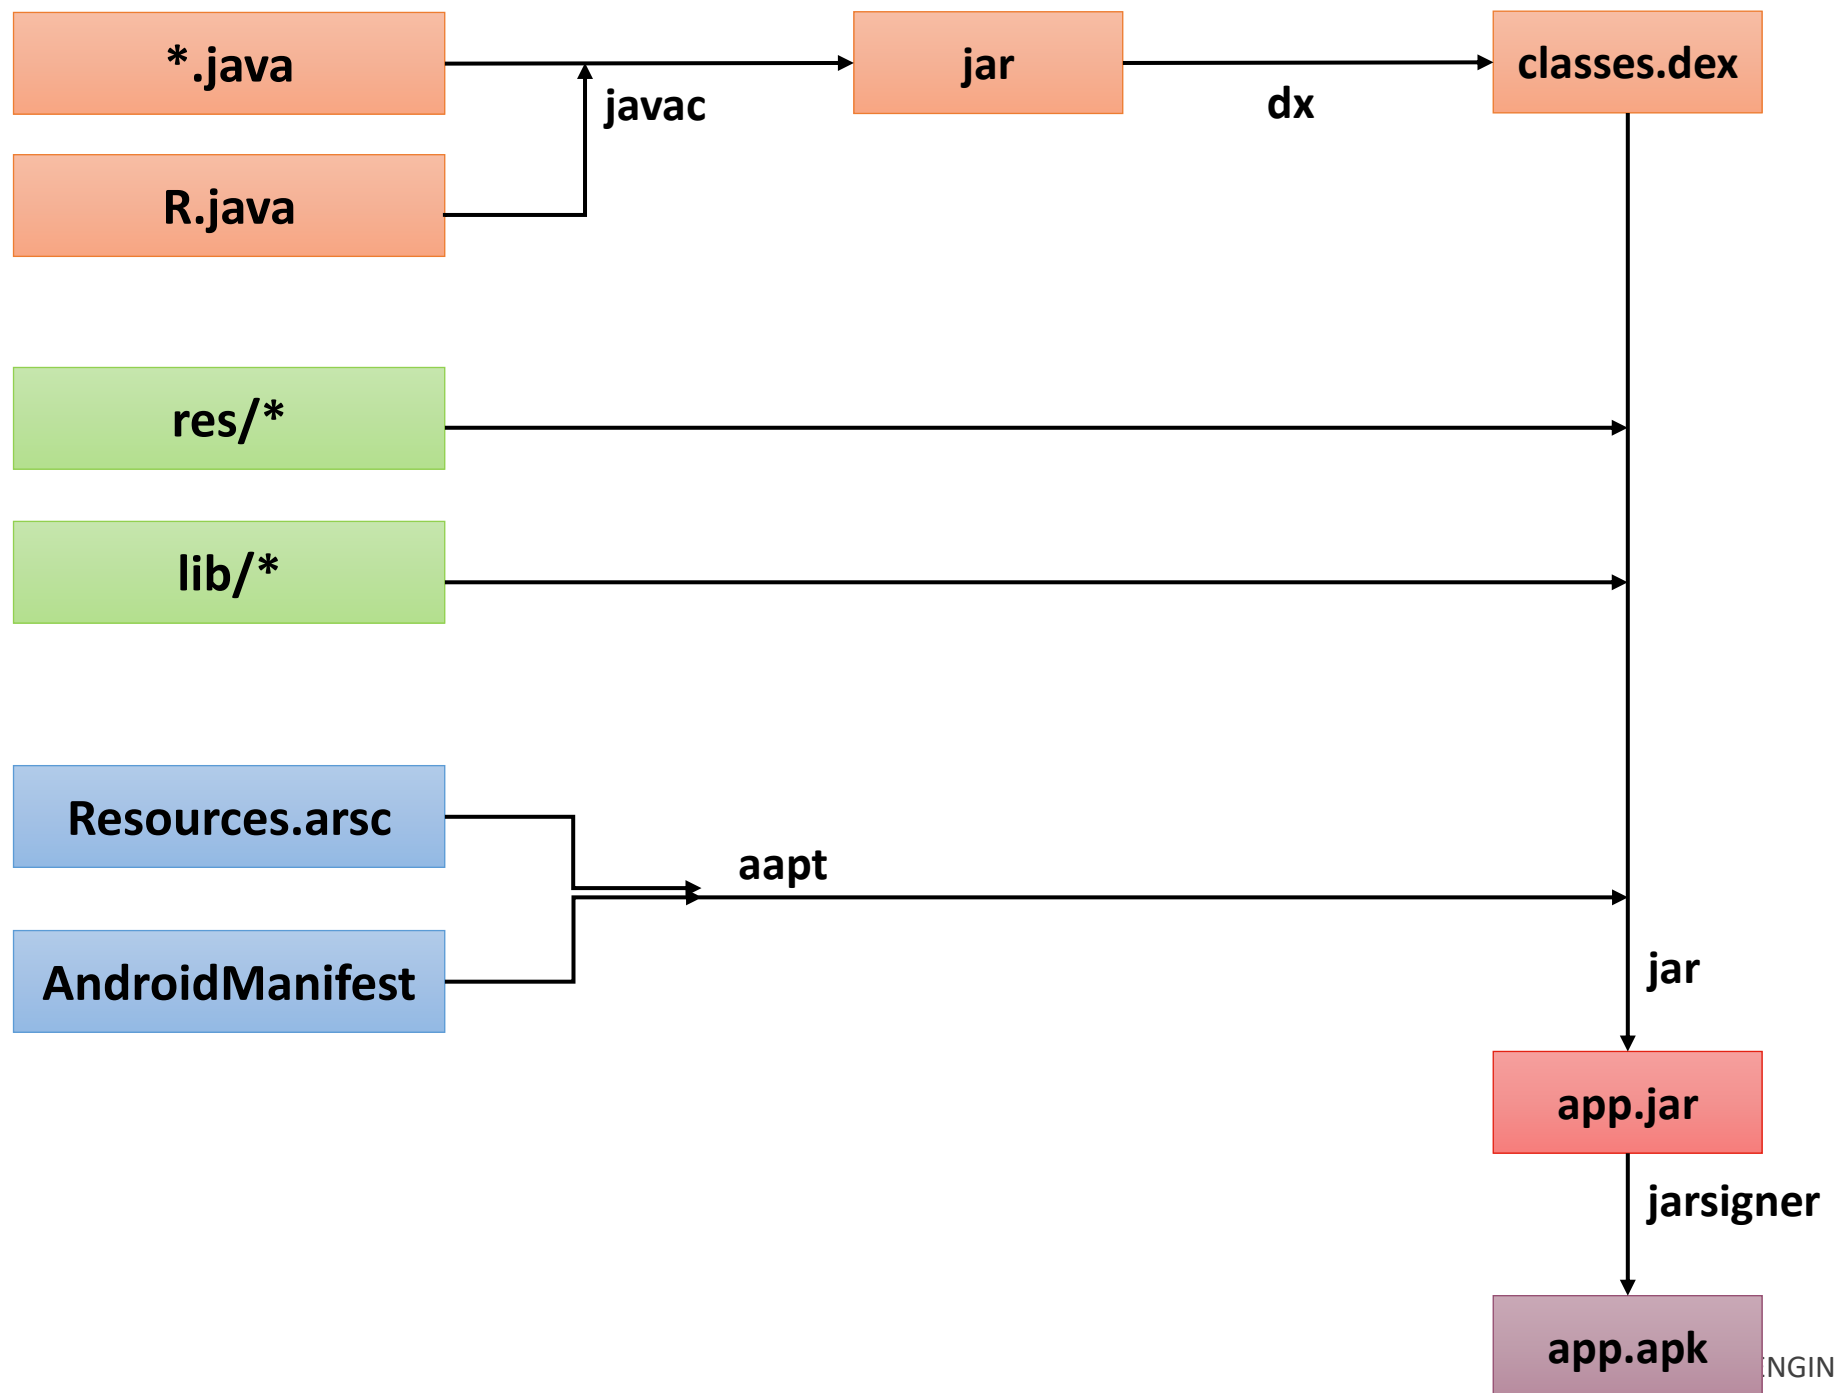 *.java
jar
classes.dex
javac
dx
R.java
res/*
lib/*
Resources.arsc
aapt
AndroidManifest
jar
app.jar
jarsigner
app.apk